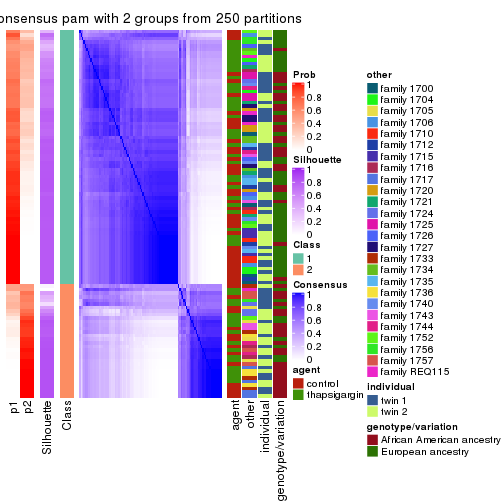 onsensus pam with 2 groups from 250 partitions
p1
p2
Silhouette
Class
agent
other
individual
genotype/variation
Prob
1
0.8
0.6
0.4
0.2
0
Silhouette
1
0.8
0.6
0.4
0.2
0
Class
1
2
Consensus
1
0.8
0.6
0.4
0.2
0
agent
control
thapsigargin
other
family 1700
family 1704
family 1705
family 1706
family 1710
family 1712
family 1715
family 1716
family 1717
family 1720
family 1721
family 1724
family 1725
family 1726
family 1727
family 1733
family 1734
family 1735
family 1736
family 1740
family 1743
family 1744
family 1752
family 1756
family 1757
family REQ115
individual
twin 1
twin 2
genotype/variation
African American ancestry
European ancestry